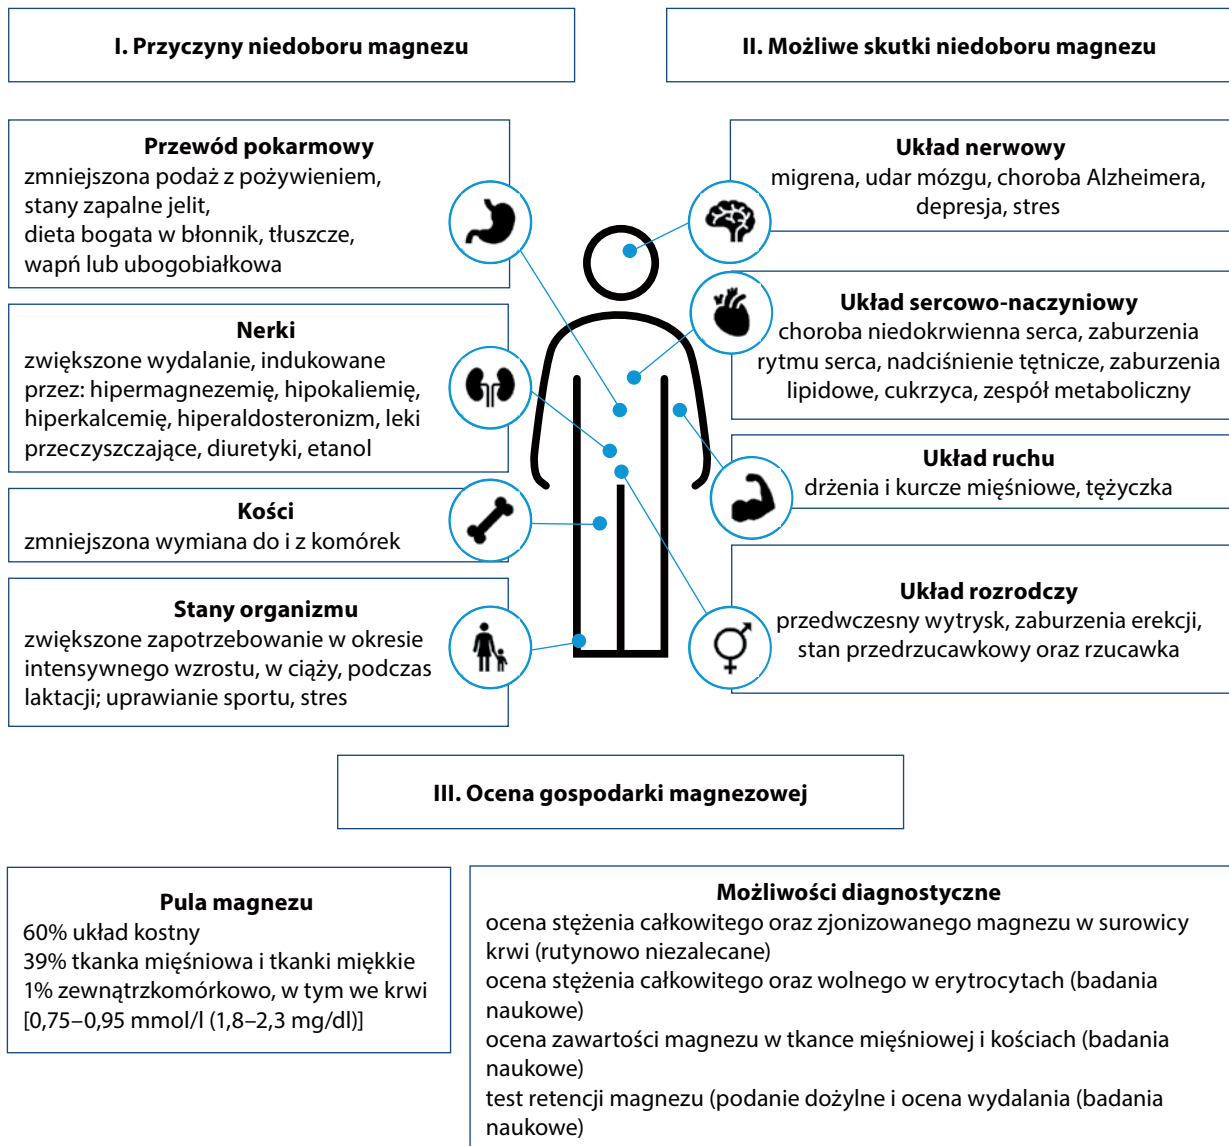 I. Przyczyny niedoboru magnezu
II. Możliwe skutki niedoboru magnezu
Przewód pokarmowy
zmniejszona podaż z pożywieniem,
stany zapalne jelit,
dieta bogata w błonnik, tłuszcze,
wapń lub ubogobiałkowa
Nerki
zwiększone wydalanie, indukowane
przez: hipermagnezemię, hipokaliemię,
hiperkalcemię, hiperaldosteronizm, leki
przeczyszczające, diuretyki, etanol
Kości
zmniejszona wymiana do i z komórek
Stany organizmu
zwiększone zapotrzebowanie w okresie
intensywnego wzrostu, w ciąży, podczas
laktacji; uprawianie sportu, stres
Układ nerwowy
migrena, udar mózgu, choroba Alzheimera,
depresja, stres
Układ sercowo-naczyniowy
choroba niedokrwienna serca, zaburzenia
rytmu serca, nadciśnienie tętnicze, zaburzenia
lipidowe, cukrzyca, zespół metaboliczny
Układ ruchu
drżenia i kurcze mięśniowe, tężyczka
Układ rozrodczy
przedwczesny wytrysk, zaburzenia erekcji,
stan przedrzucawkowy oraz rzucawka
III. Ocena gospodarki magnezowej
Pula magnezu
60% układ kostny
39% tkanka mięśniowa i tkanki miękkie
1% zewnątrzkomórkowo, w tym we krwi
[0,75–0,95 mmol/l (1,8–2,3 mg/dl)]
Możliwości diagnostyczne
ocena stężenia całkowitego oraz zjonizowanego magnezu w surowicy
krwi (rutynowo niezalecane)
ocena stężenia całkowitego oraz wolnego w erytrocytach (badania
naukowe)
ocena zawartości magnezu w tkance mięśniowej i kościach (badania
naukowe)
test retencji magnezu (podanie dożylne i ocena wydalania (badania
naukowe)